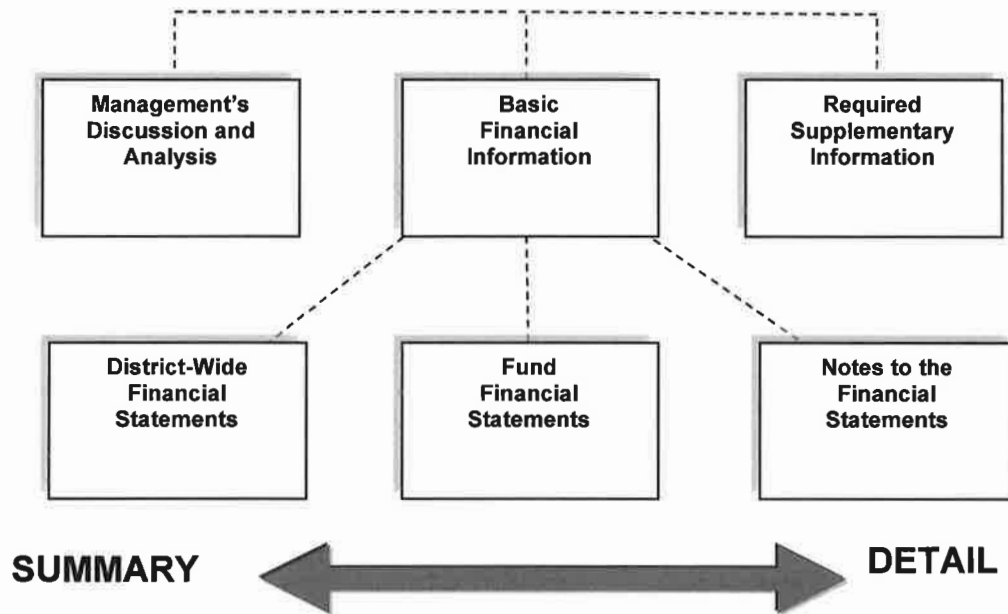 Management's
Discussion and
Analysis
Basic
Financial
Information
Required
Supplementary
Information
District-Wide
Financial
Statements
Fund
Financial
Statements
Notes to the
Financial
Statements
SUMMARY
DETAIL